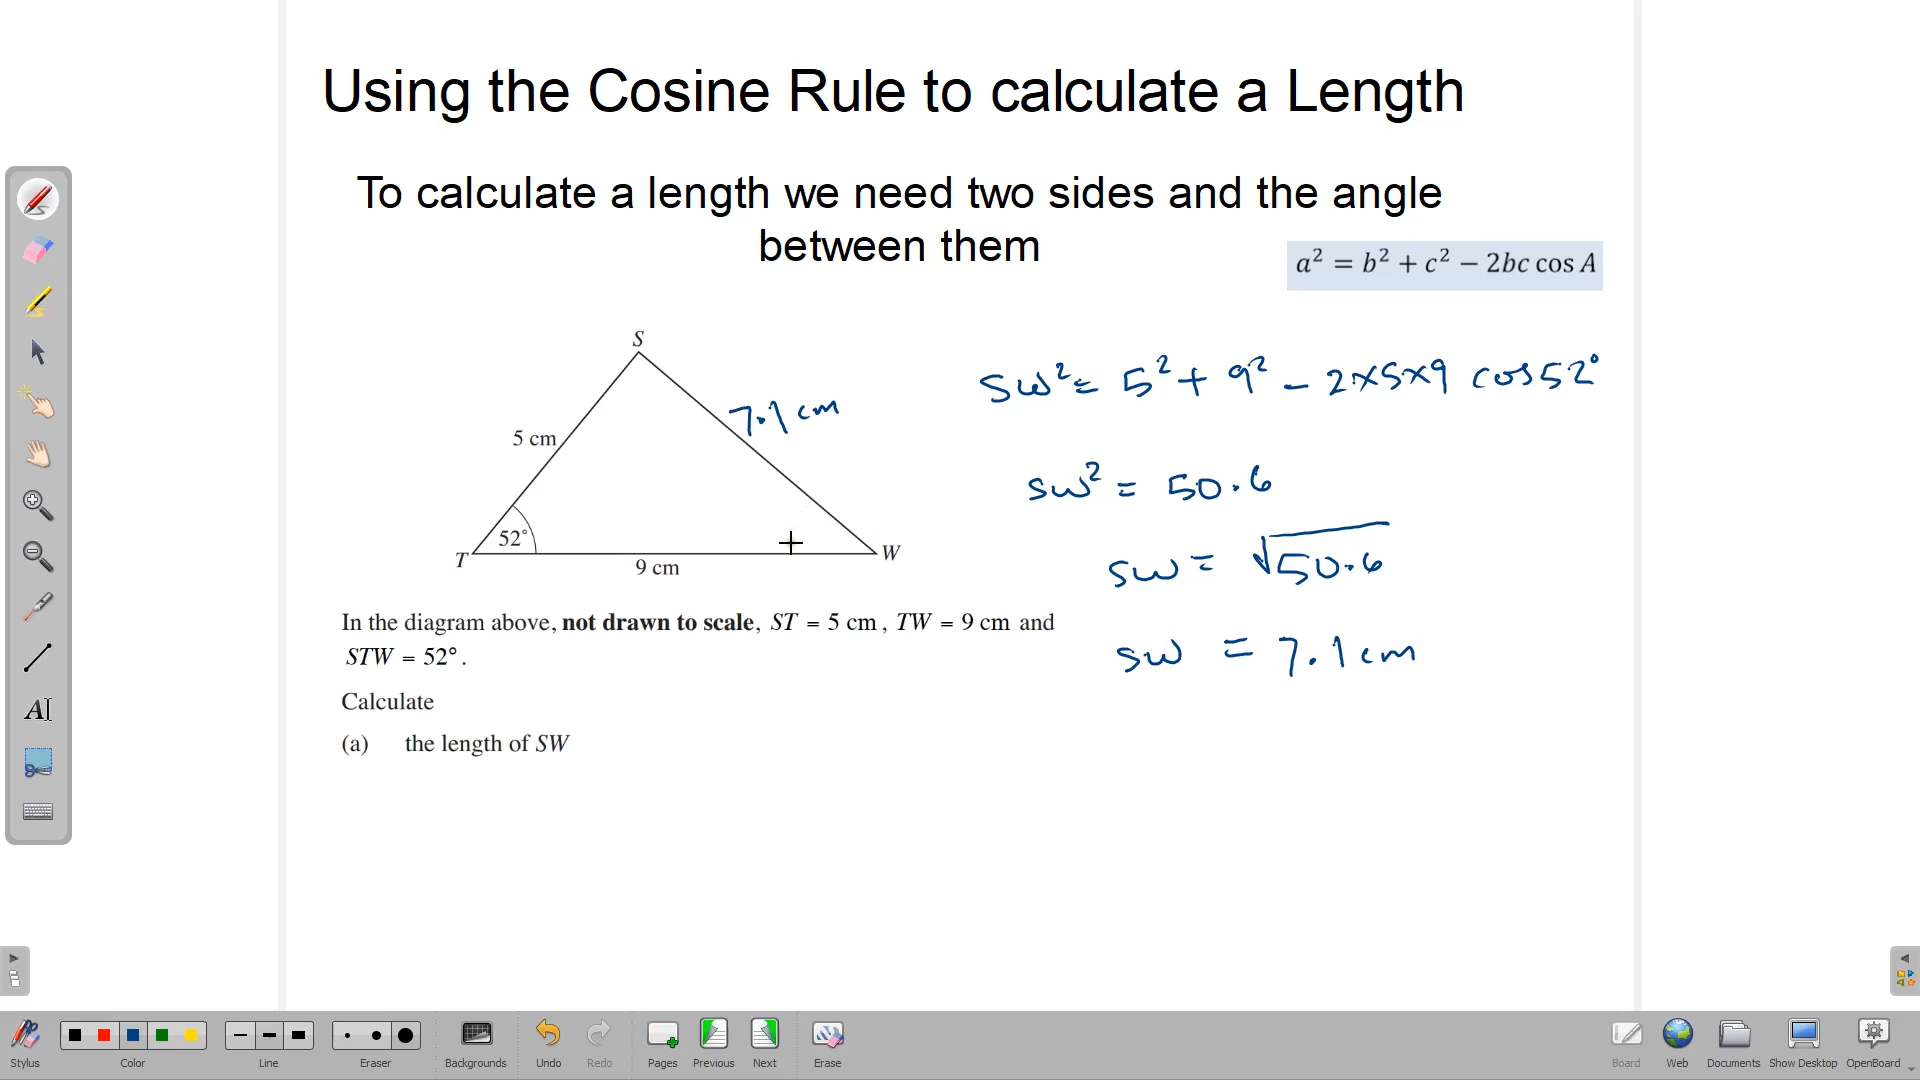 Using the Cosine Rule to calculate a Length
To calculate a length we need two sides and the angle
between them
a² = b² + c² − 2bc cos A
S
5 cm
7.1 cm
52°
T
W
9 cm
SW² = 5² + 9² − 2×5×9 cos52°
SW² = 50.6
SW = √50.6
SW = 7.1 cm
In the diagram above, not drawn to scale, ST = 5 cm, TW = 9 cm and
STW = 52°.
Calculate
(a) the length of SW
AI
Stylus
Color
Line
Eraser
Backgrounds
Undo
Redo
Pages
Previous
Next
Erase
Board
Web
Documents
Show Desktop
OpenBoard